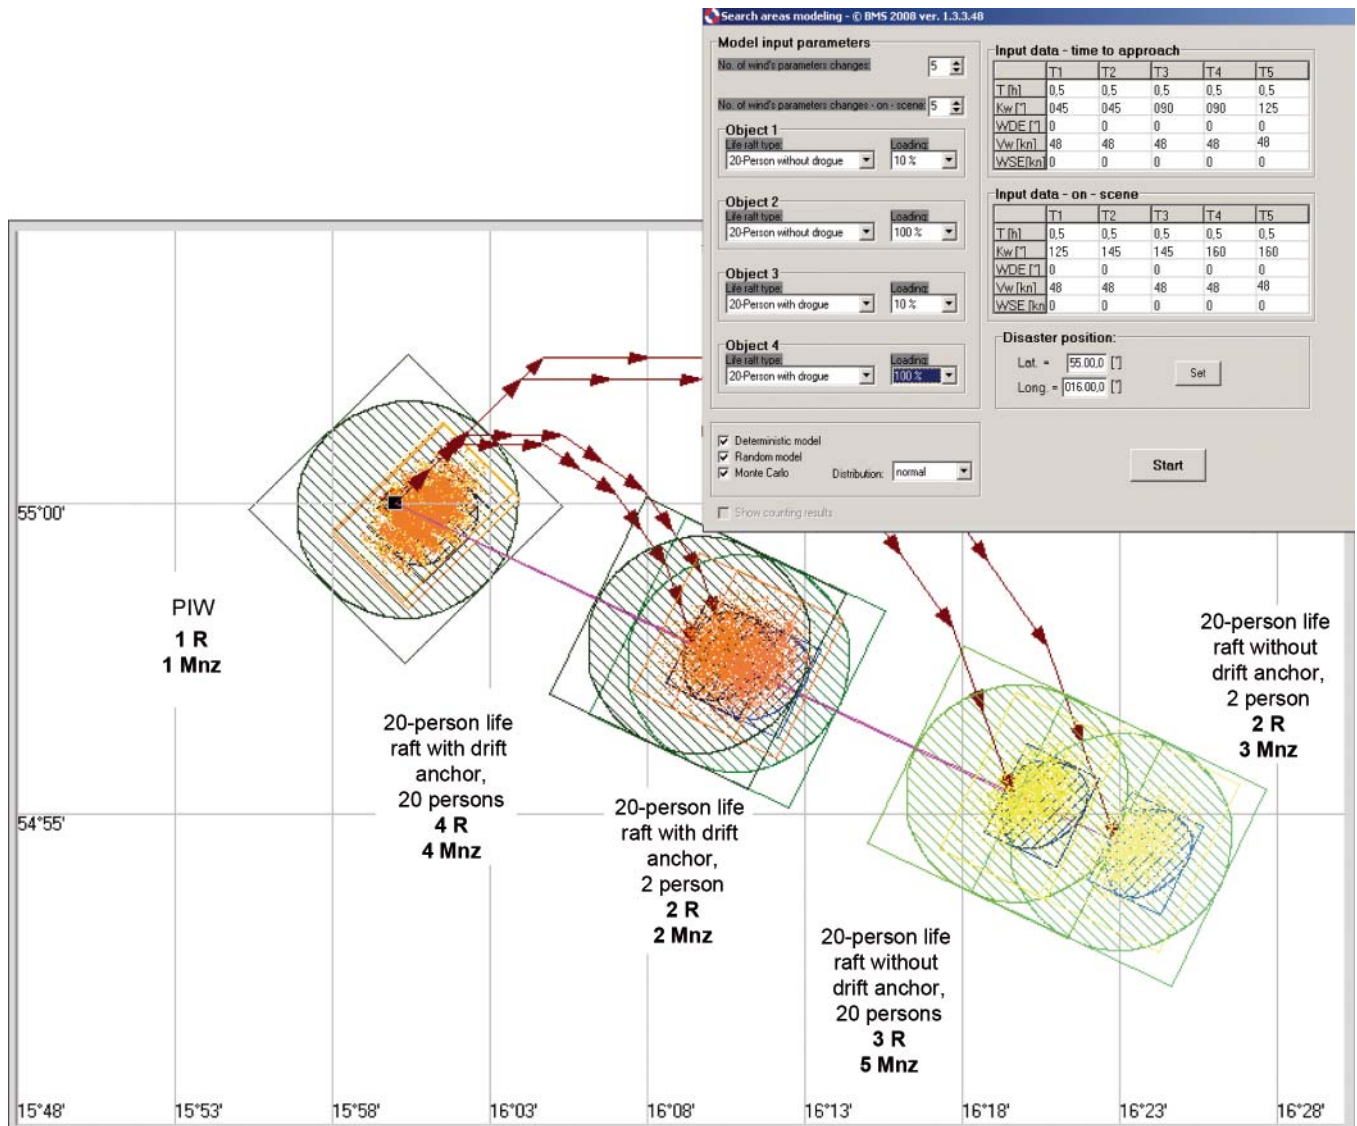 Search areas modeling - © BMS 2008 ver. 1.3.3.48
Model input parameters
No. of wind's parameters changes:
5
No. of wind's parameters changes - on - scene:
5
Object 1
Life raft type:
Loading:
20-Person without drogue
10 %
Object 2
Life raft type:
Loading:
20-Person without drogue
100 %
Object 3
Life raft type:
Loading:
20-Person with drogue
10 %
Object 4
Life raft type:
Loading:
20-Person with drogue
100 %
Deterministic model
Random model
Monte Carlo
Distribution:
normal
Show counting results
Input data - time to approach
T1 T2 T3 T4 T5
T [h] 0,5 0,5 0,5 0,5 0,5
Kw [°] 045 045 090 090 125
WDE [°] 0 0 0 0 0
Vw [kn] 48 48 48 48 48
WSE[kn] 0 0 0 0 0
Input data - on - scene
T1 T2 T3 T4 T5
T [h] 0,5 0,5 0,5 0,5 0,5
Kw [°] 125 145 145 160 160
WDE [°] 0 0 0 0 0
Vw [kn] 48 48 48 48 48
WSE [kn 0 0 0 0 0
Disaster position:
Lat. = 55.00,0 [°]
Long. = 016.00,0 [°]
Set
Start
55°00'
54°55'
PIW
1 R
1 Mnz
20-person life
raft with drift
anchor,
20 persons
4 R
4 Mnz
20-person life
raft with drift
anchor,
2 person
2 R
2 Mnz
20-person life
raft without
drift anchor,
20 persons
3 R
5 Mnz
20-person life
raft without
drift anchor,
2 person
2 R
3 Mnz
15°48' 15°53' 15°58' 16°03' 16°08' 16°13' 16°18' 16°23' 16°28'